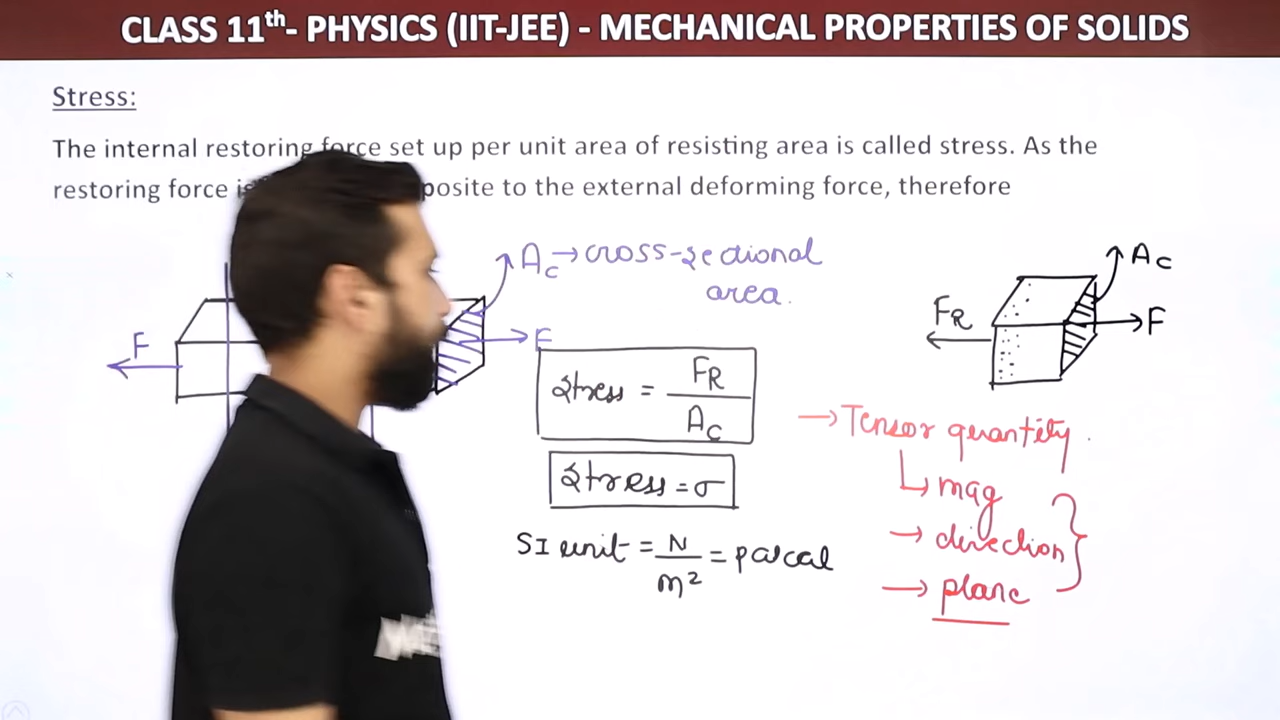 CLASS 11th- PHYSICS (IIT-JEE) - MECHANICAL PROPERTIES OF SOLIDS
Stress:
The internal restoring force set up per unit area of resisting area is called stress. As the
restoring force is posite to the external deforming force, therefore
Ac → cross-sectional
area.
F
F
Stress = FR / Ac
Stress = σ
SI unit = N / m² = pascal
Ac
FR
F
→ Tensor quantity.
mag
→ direction
→ plane